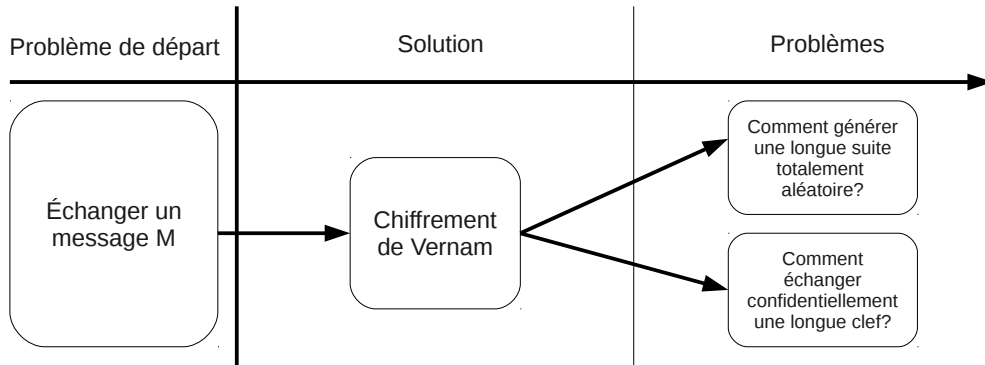 Problème de départ
Solution
Problèmes
Échanger un
message M
Chiffrement
de Vernam
Comment générer
une longue suite
totalement
aléatoire?
Comment
échanger
confidentiellement
une longue clef?